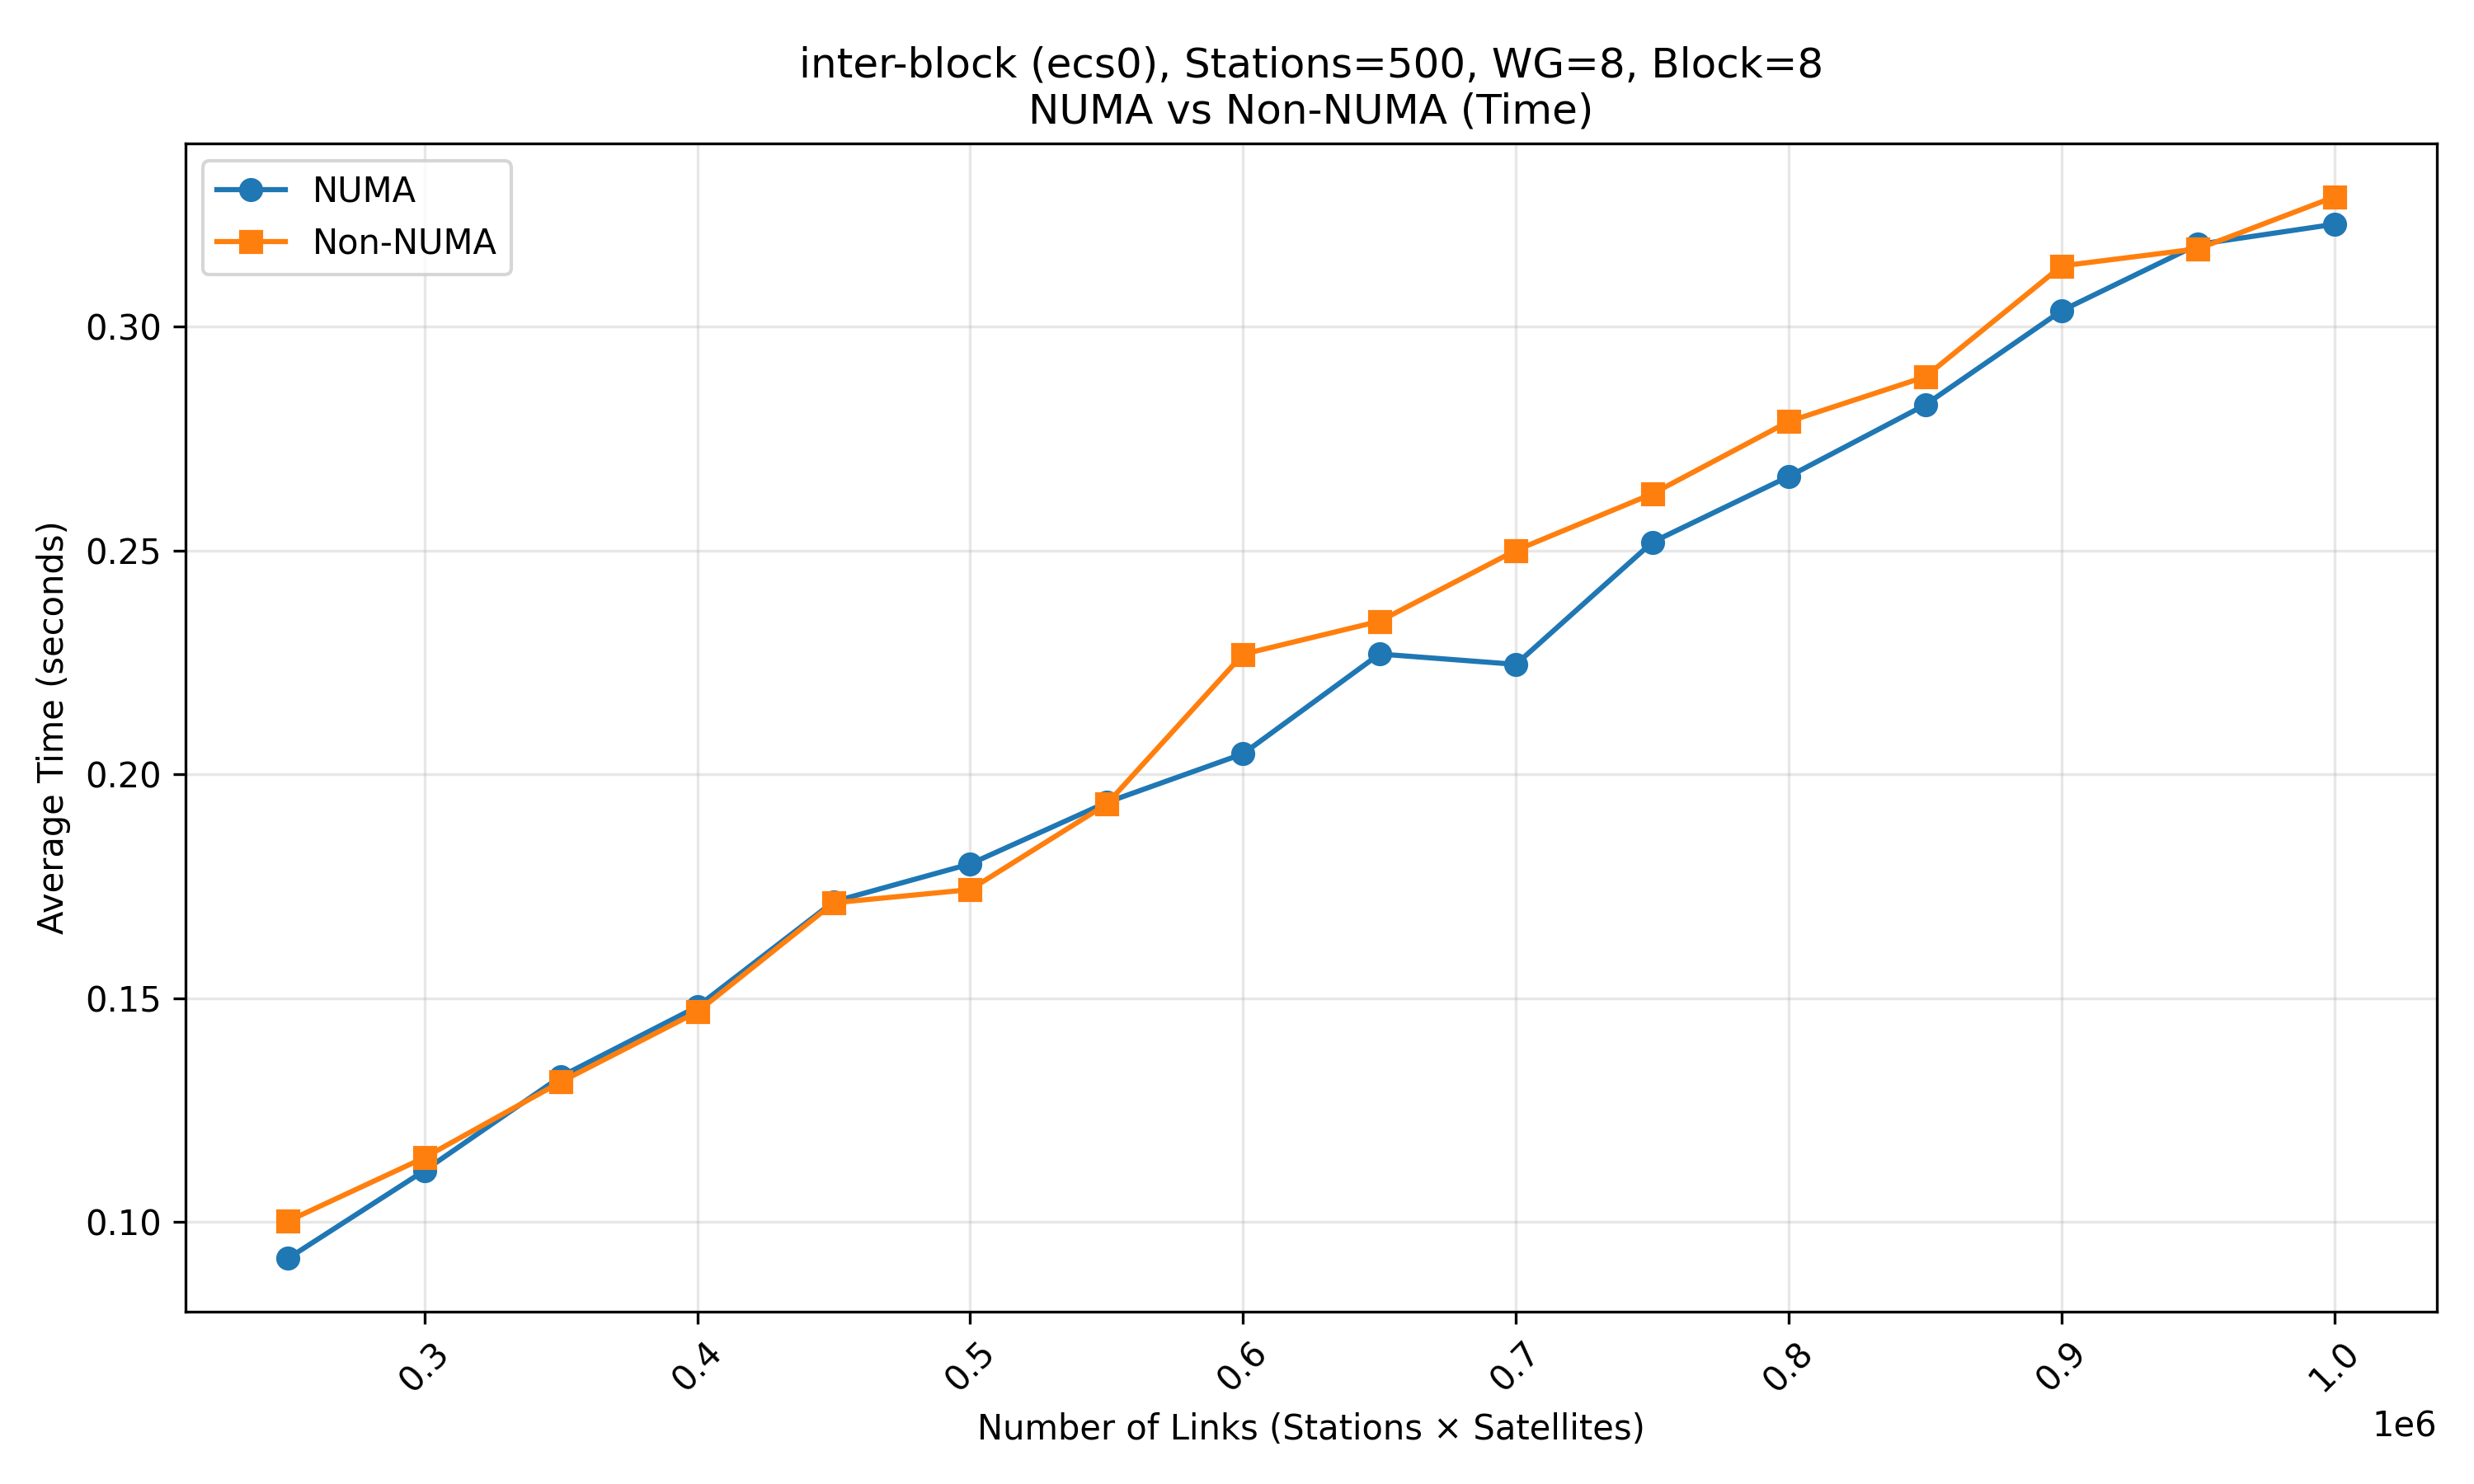 inter-block (ecs0), Stations=500, WG=8, Block=8
NUMA vs Non-NUMA (Time)
NUMA
Non-NUMA
Average Time (seconds)
0.30
0.25
0.20
0.15
0.10
0.3
0.4
0.5
0.6
0.7
0.8
0.9
1.0
1e6
Number of Links (Stations × Satellites)